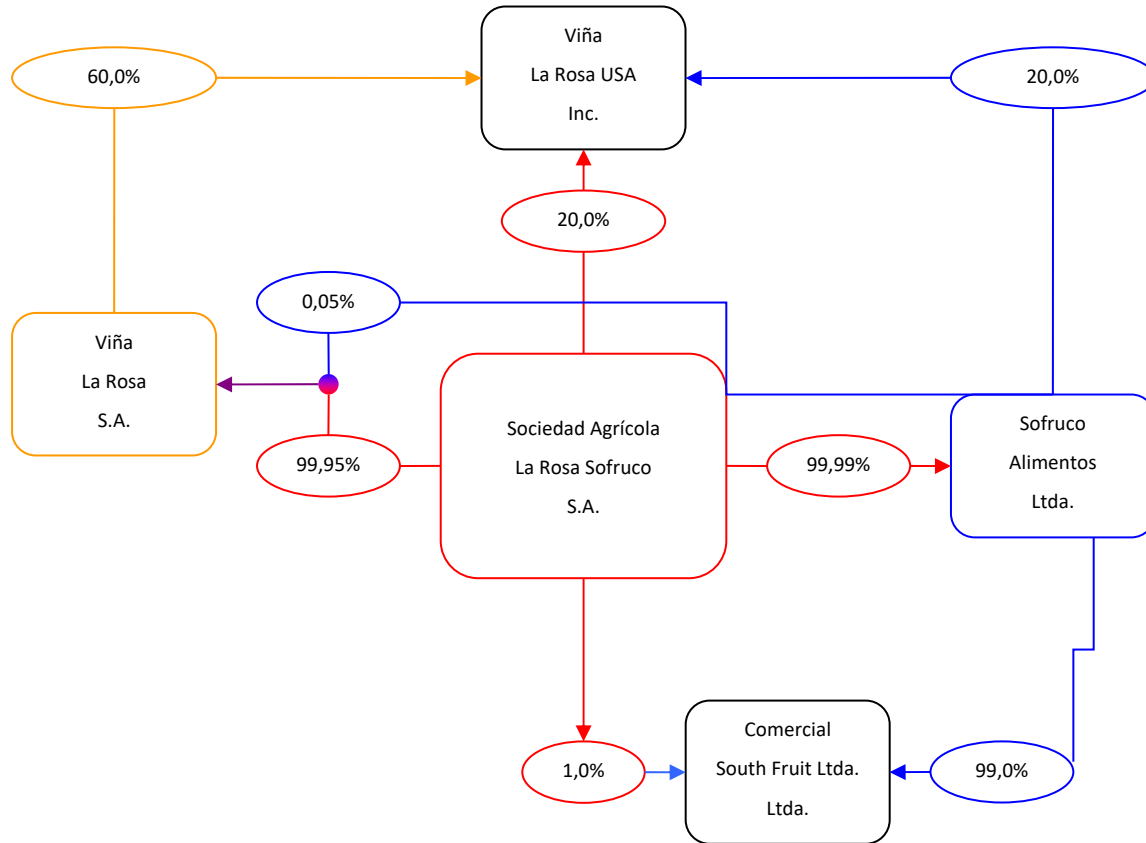 Viña
La Rosa USA
Inc.
60,0%
20,0%
20,0%
0,05%
Viña
La Rosa
S.A.
Sociedad Agrícola
La Rosa Sofruco
S.A.
Sofruco
Alimentos
Ltda.
99,95%
99,99%
Comercial
South Fruit Ltda.
Ltda.
1,0%
99,0%